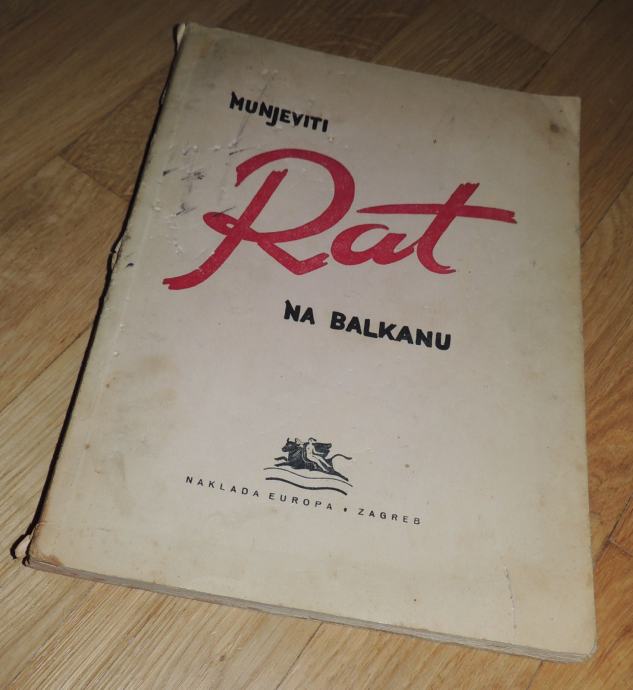 MUNJEVITI
Rat
NA BALKANU
NAKLADA EUROPA • ZAGREB